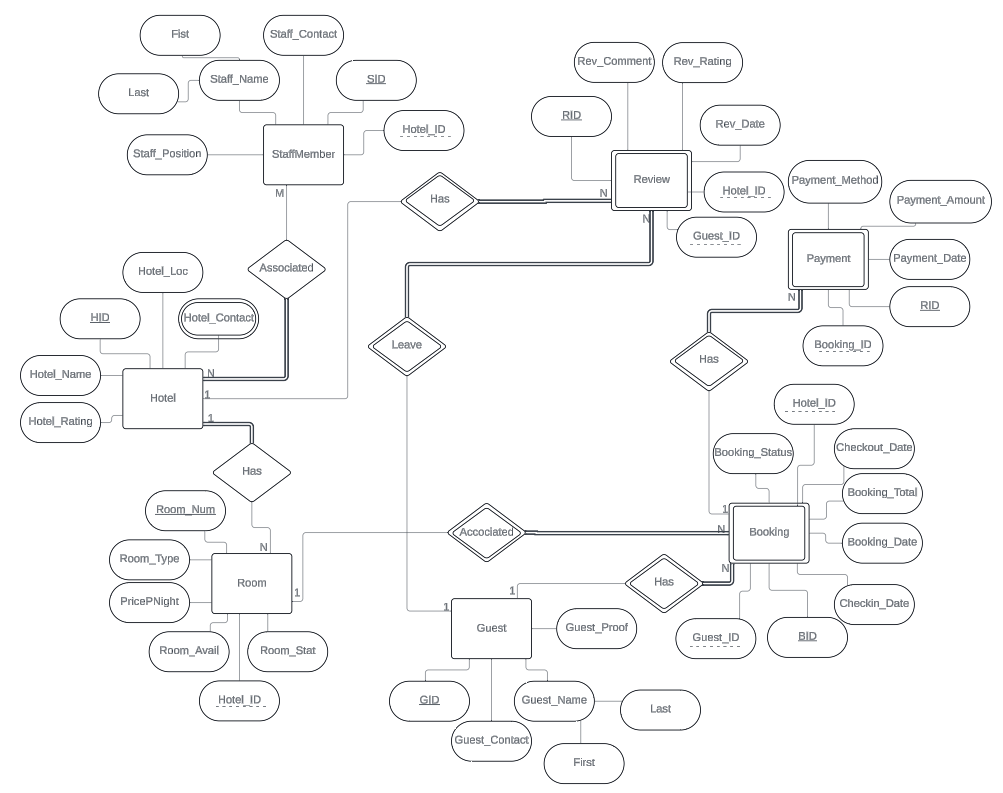 Fist
Staff_Contact
Last
Staff_Name
SID
Hotel_ID
Staff_Position
StaffMember
M
Rev_Comment
Rev_Rating
RID
Rev_Date
Review
Hotel_ID
Guest_ID
Has
N
N
Payment_Method
Payment_Amount
Payment
Payment_Date
RID
N
Booking_ID
Associated
Hotel_Loc
HID
Hotel_Contact
Hotel_Name
Hotel
N
1
Hotel_Rating
1
Leave
Has
Hotel_ID
Has
Booking_Status
Checkout_Date
Booking_Total
Room_Num
1
N
Accociated
Booking
Booking_Date
N
Room_Type
Room
PricePNight
1
Has
N
Checkin_Date
1
1
Guest
Guest_Proof
Guest_ID
BID
Room_Avail
Room_Stat
Hotel_ID
GID
Guest_Name
Last
Guest_Contact
First